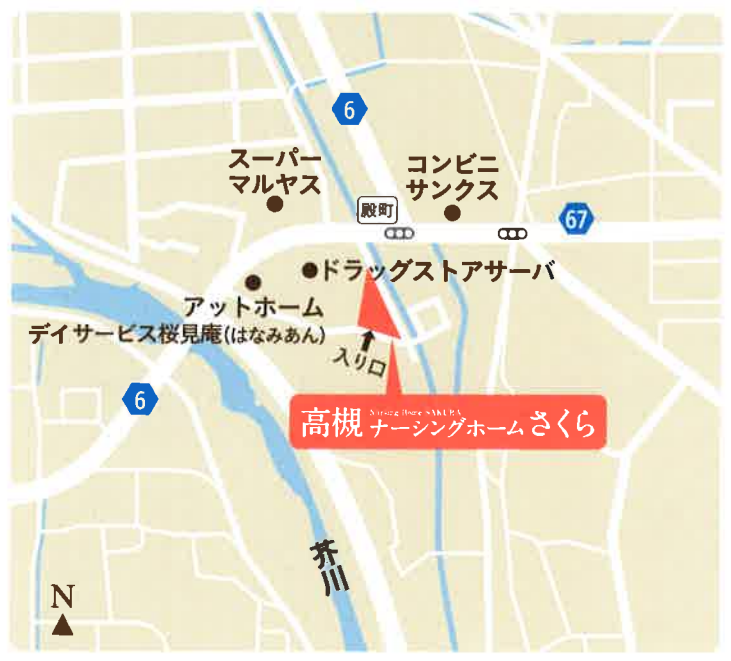 6
スーパー
マルヤス
コンビニ
サンクス
殿町
67
ドラッグストアサーバ
アットホーム
デイサービス桜見庵(はなみあん)
入り口
6
Nursing Home SAKURA
高槻 ナーシングホーム さくら
芥川
N